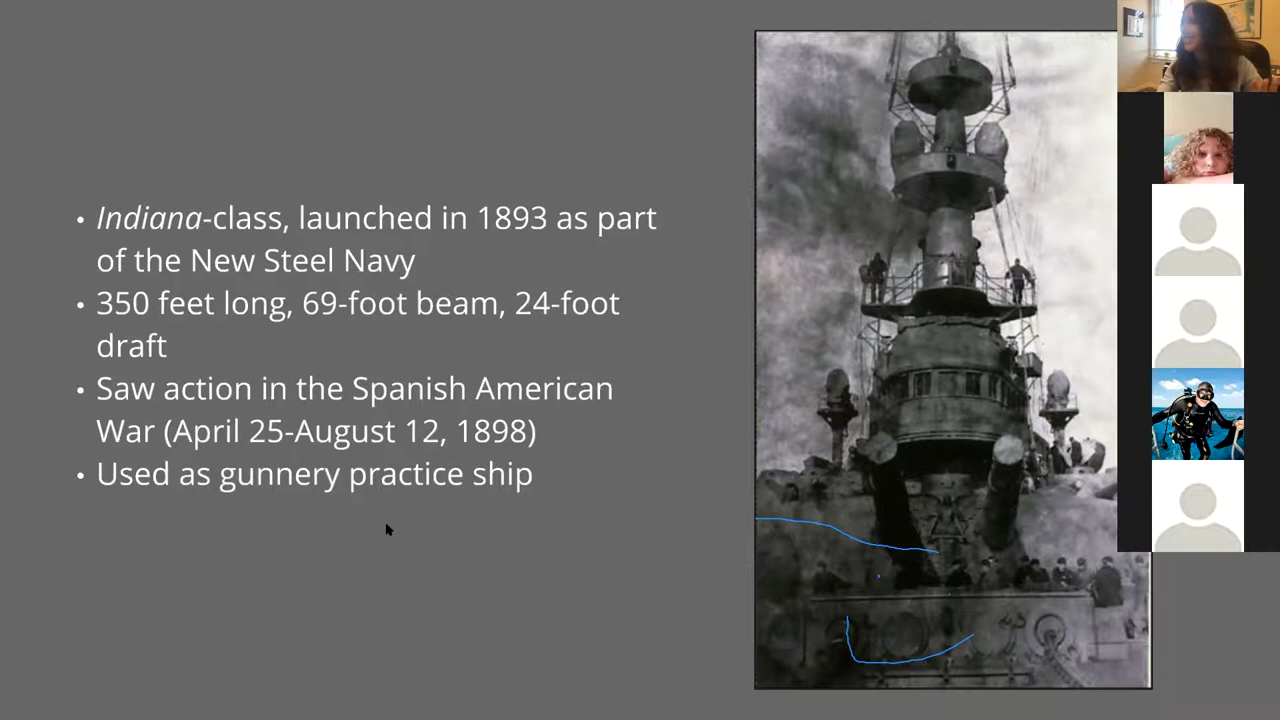 • Indiana-class, launched in 1893 as part
of the New Steel Navy
• 350 feet long, 69-foot beam, 24-foot
draft
• Saw action in the Spanish American
War (April 25-August 12, 1898)
• Used as gunnery practice ship